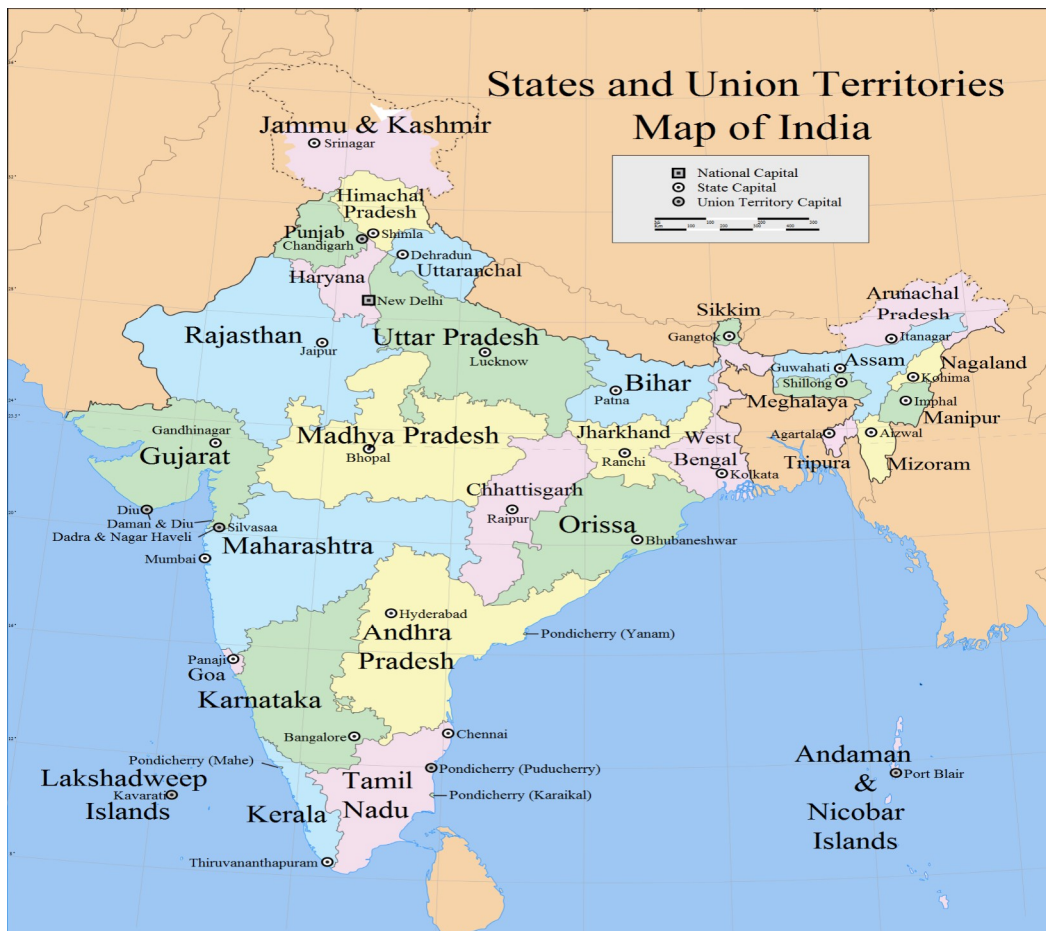 States and Union Territories
Map of India
National Capital
State Capital
Union Territory Capital
Jammu & Kashmir
Srinagar
Himachal
Pradesh
Shimla
Punjab
Chandigarh
Dehradun
Uttaranchal
Haryana
New Delhi
Rajasthan
Jaipur
Uttar Pradesh
Lucknow
Sikkim
Gangtok
Arunachal
Pradesh
Itanagar
Assam
Guwahati
Shillong
Meghalaya
Nagaland
Kohima
Imphal
Manipur
Bihar
Patna
Agartala
Tripura
Aizwal
Mizoram
Gandhinagar
Gujarat
Madhya Pradesh
Bhopal
Jharkhand
Ranchi
West
Bengal
Kolkata
Chhattisgarh
Raipur
Orissa
Bhubaneshwar
Diu
Daman & Diu
Dadra & Nagar Haveli
Silvasaa
Mumbai
Maharashtra
Hyderabad
Andhra
Pradesh
Pondicherry (Yanam)
Panaji
Goa
Karnataka
Bangalore
Chennai
Pondicherry (Mahe)
Pondicherry (Puducherry)
Pondicherry (Karaikal)
Tamil
Nadu
Lakshadweep
Kavarati
Islands
Kerala
Thiruvananthapuram
Andaman
&
Nicobar
Islands
Port Blair